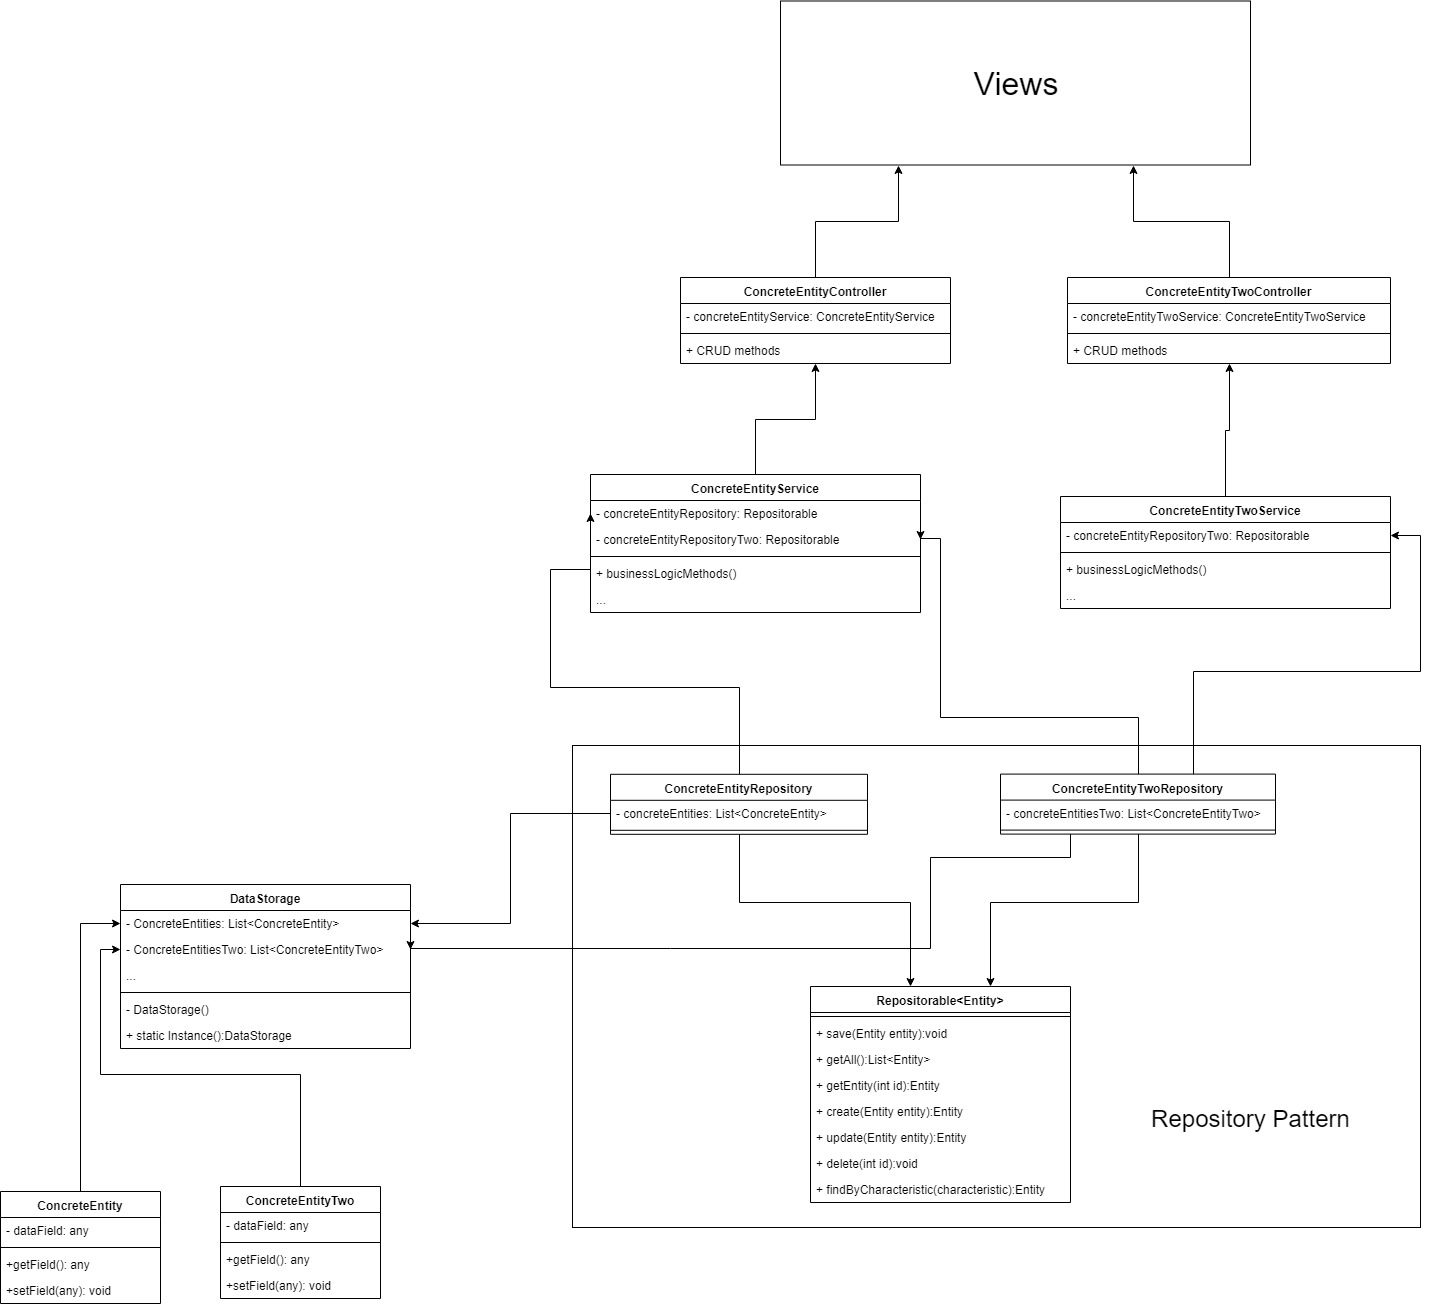 Views
ConcreteEntityController
- concreteEntityService: ConcreteEntityService
+ CRUD methods
ConcreteEntityTwoController
- concreteEntityTwoService: ConcreteEntityTwoService
+ CRUD methods
ConcreteEntityService
- concreteEntityRepository: Repositorable
- concreteEntityRepositoryTwo: Repositorable
+ businessLogicMethods()
...
ConcreteEntityTwoService
- concreteEntityRepositoryTwo: Repositorable
+ businessLogicMethods()
...
ConcreteEntityRepository
- concreteEntities: List<ConcreteEntity>
ConcreteEntityTwoRepository
- concreteEntitiesTwo: List<ConcreteEntityTwo>
DataStorage
- ConcreteEntities: List<ConcreteEntity>
- ConcreteEntitiesTwo: List<ConcreteEntityTwo>
...
- DataStorage()
+ static Instance():DataStorage
Repositorable<Entity>
+ save(Entity entity):void
+ getAll():List<Entity>
+ getEntity(int id):Entity
+ create(Entity entity):Entity
+ update(Entity entity):Entity
+ delete(int id):void
+ findByCharacteristic(characteristic):Entity
Repository Pattern
ConcreteEntity
- dataField: any
+getField(): any
+setField(any): void
ConcreteEntityTwo
- dataField: any
+getField(): any
+setField(any): void